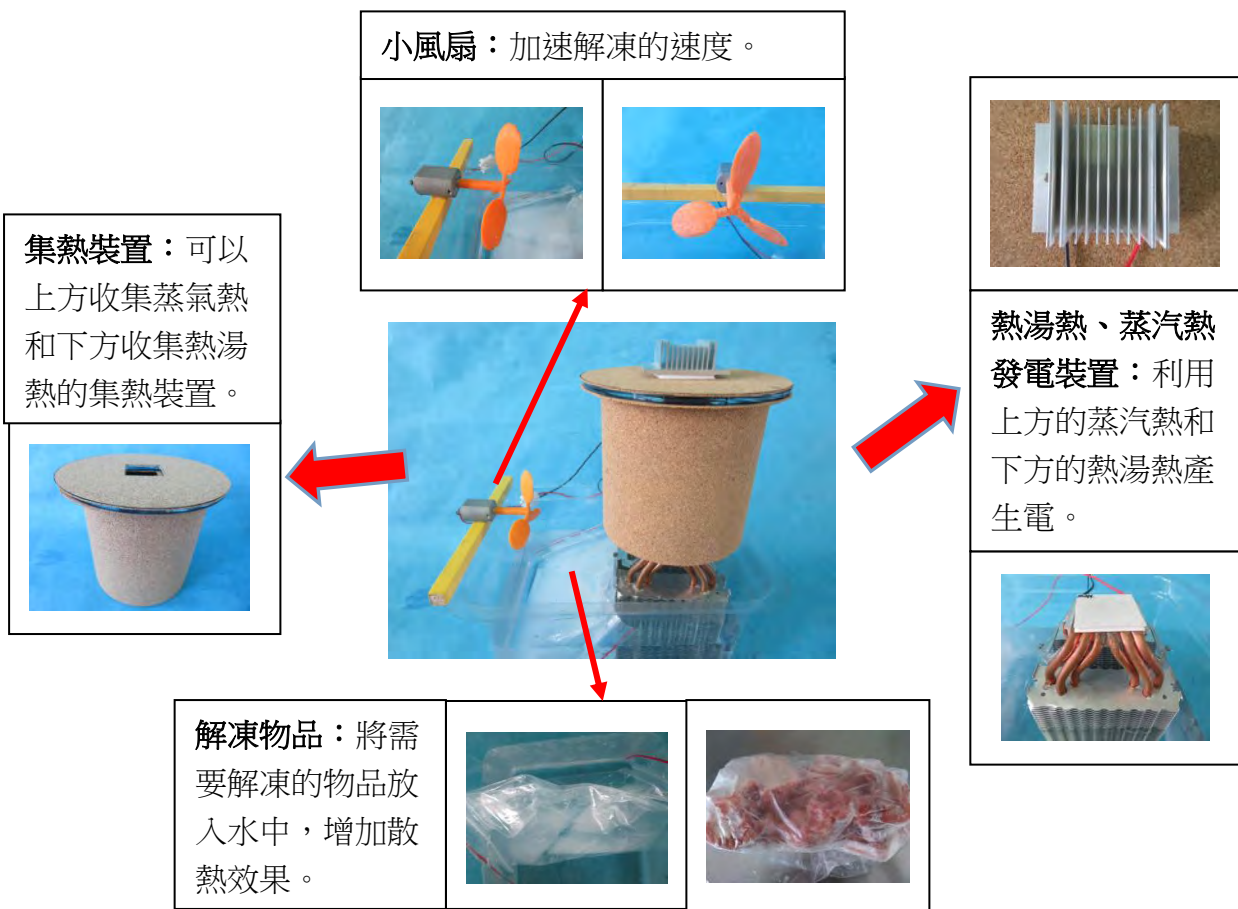 小風扇：加速解凍的速度。
集熱裝置：可以
上方收集蒸氣熱
和下方收集熱湯
熱的集熱裝置。
熱湯熱、蒸汽熱
發電裝置：利用
上方的蒸汽熱和
下方的熱湯熱產
生電。
解凍物品：將需
要解凍的物品放
入水中，增加散
熱效果。